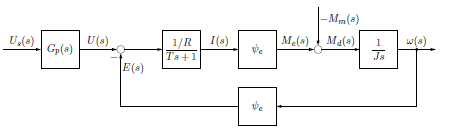 −M_m(s)
U_s(s) G_p(s) U(s) − E(s) 1/R / Ts+1 I(s) ψ_e M_e(s) M_d(s) 1 / Js ω(s)
ψ_e